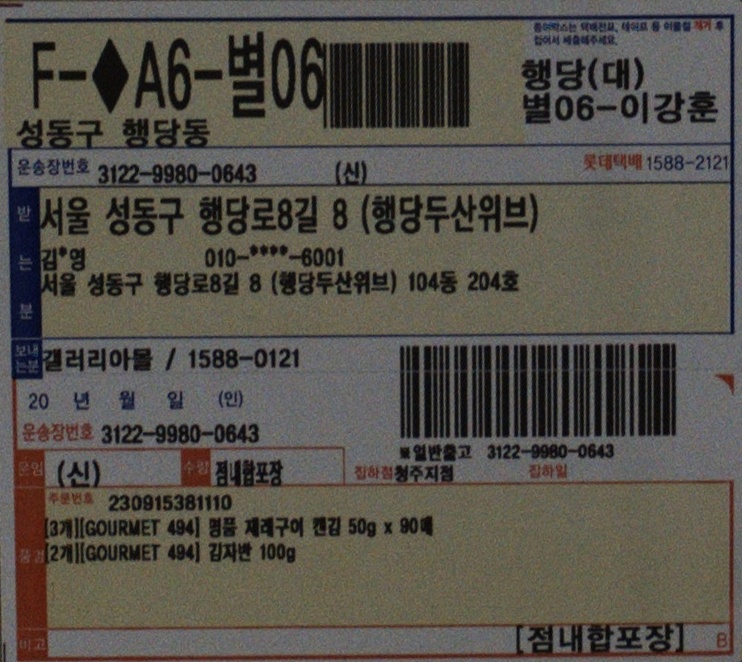 종이박스는 택배전표, 테이프 등 이물질 제거 후
접어서 배출해주세요.
F-◆A6-별06
행당(대)
별06-이강훈
성동구 행당동
운송장번호 3122-9980-0643 (신) 롯데택배 1588-2121
받는분
서울 성동구 행당로8길 8 (행당두산위브)
김*영 010-****-6001
서울 성동구 행당로8길 8 (행당두산위브) 104동 204호
보내는분 갤러리아몰 / 1588-0121
20 년 월 일 (인)
운송장번호 3122-9980-0643
※일반출고 3122-9980-0643
운임 (신) 수량 점내합포장 집하점 청주지점 집하일
주문번호 230915381110
품명
[3개][GOURMET 494] 명품 재래구이 캔김 50g x 90매
[2개][GOURMET 494] 김자반 100g
비고 [점내합포장] B